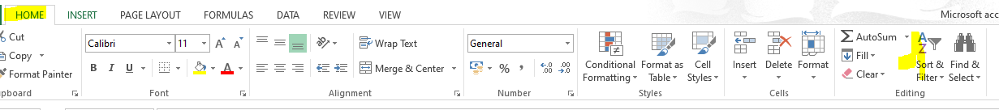 HOME INSERT PAGE LAYOUT FORMULAS DATA REVIEW VIEW
Microsoft acc
Cut
Copy
Format Painter
pboard
Calibri 11
B I U
Font
Wrap Text
Merge & Center
Alignment
General
% ,
Number
Conditional Formatting
Format as Table
Cell Styles
Styles
Insert
Delete
Format
Cells
AutoSum
Fill
Clear
Sort & Filter
Find & Select
Editing